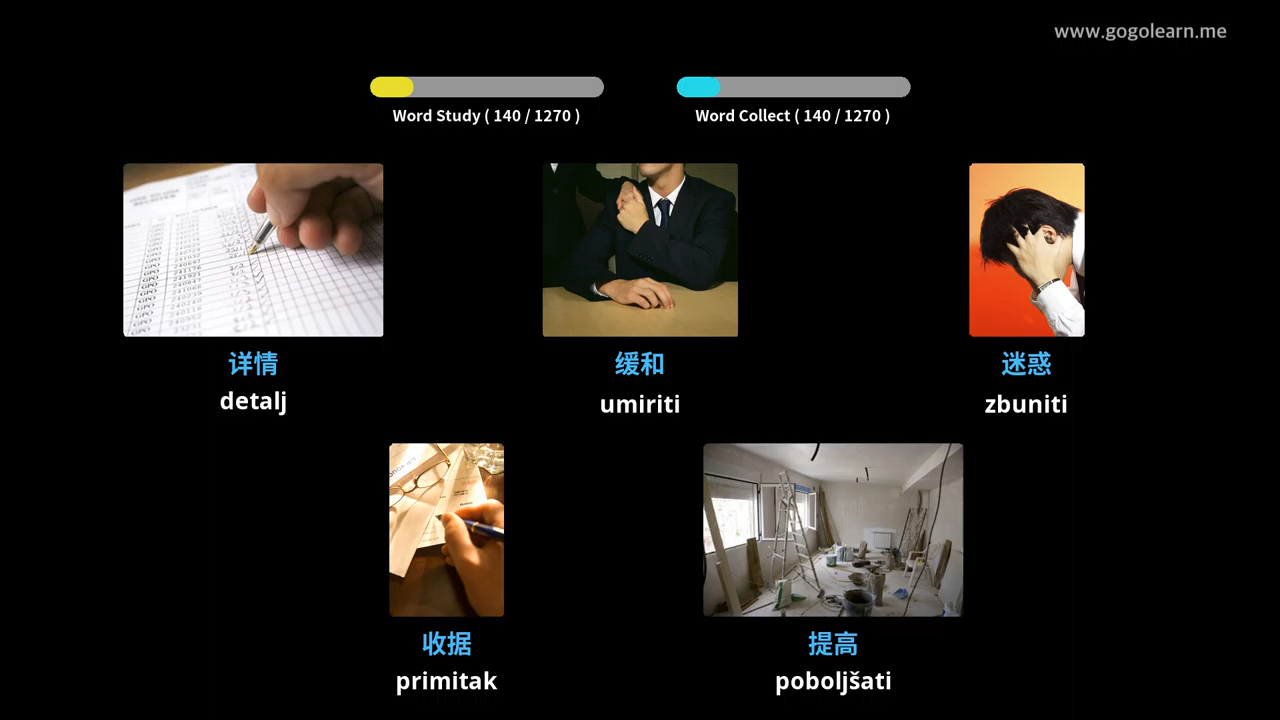 www.gogolearn.me
Word Study ( 140 / 1270 )
Word Collect ( 140 / 1270 )
详情
detalj
缓和
umiriti
迷惑
zbuniti
收据
primitak
提高
poboljšati